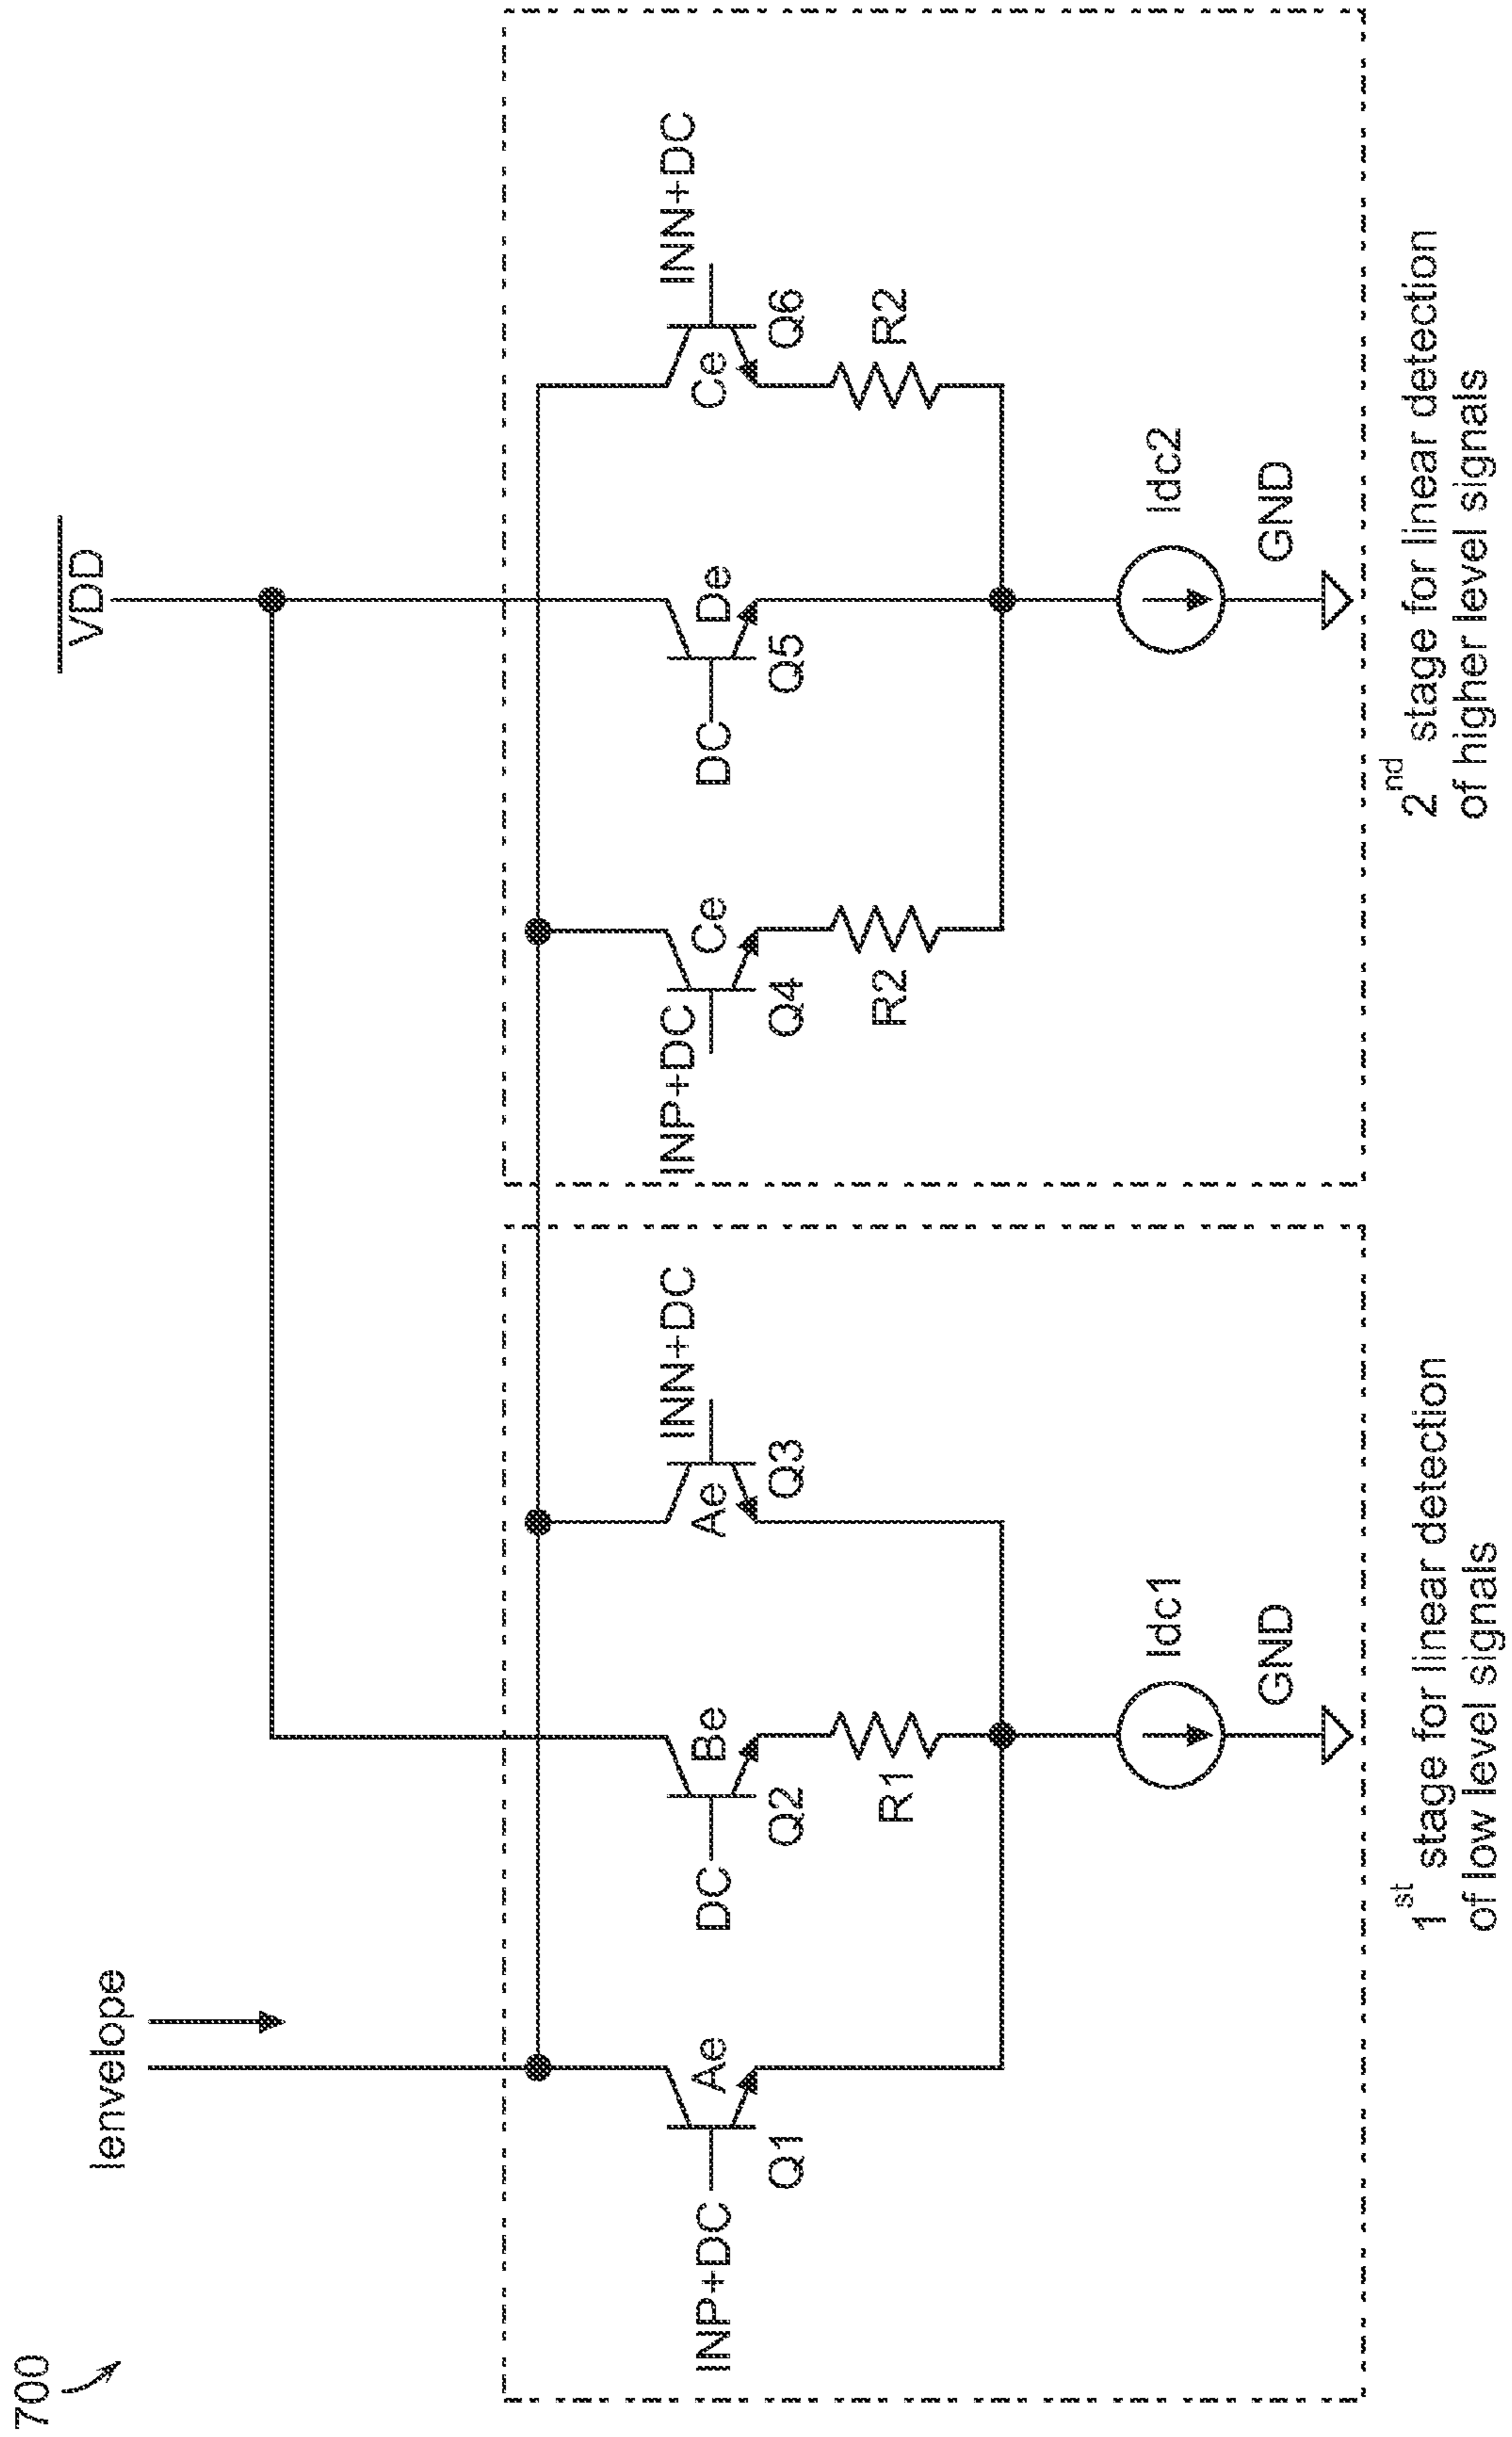 700
Ienvelope
VDD
INP+DC
Q1
Ae
DC
Q2
Be
R1
Ae
Q3
INN+DC
Idc1
GND
INP+DC
Q4
Ce
R2
DC
Q5
De
Ce
Q6
INN+DC
R2
Idc2
GND
1st stage for linear detection
of low level signals
2nd stage for linear detection
of higher level signals